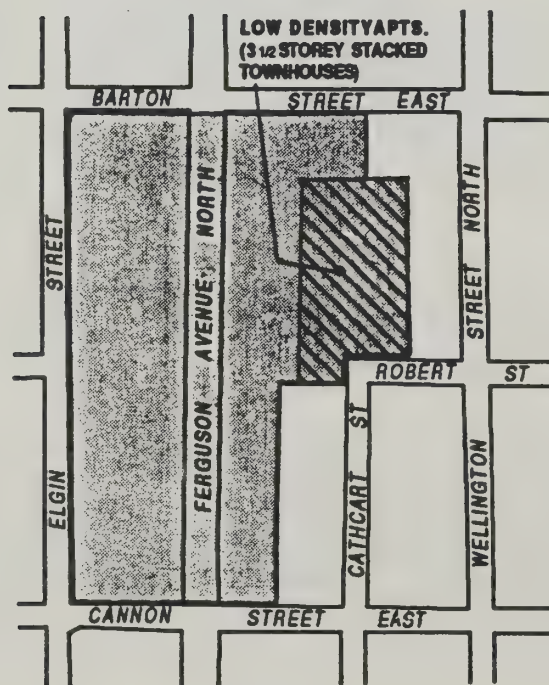 LOW DENSITYAPTS.
(3 1/2 STOREY STACKED
TOWNHOUSES)
BARTON STREET EAST
STREET
ELGIN
FERGUSON AVENUE, NORTH
STREET NORTH
WELLINGTON
ROBERT ST
CATHCART ST
CANNON STREET EAST